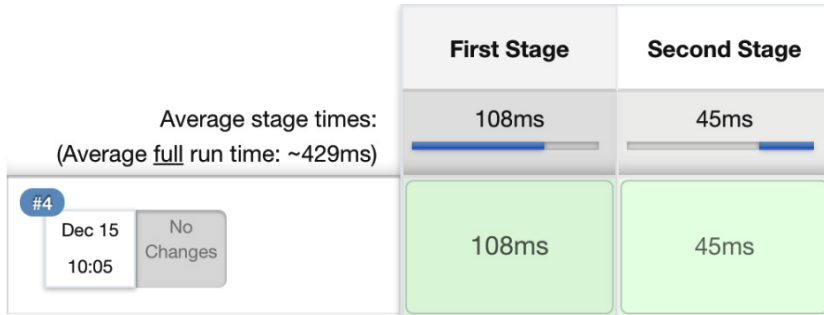 First Stage
Second Stage
Average stage times:
108ms
45ms
(Average full run time: ~429ms)
#4
Dec 15
No
Changes
10:05
108ms
45ms